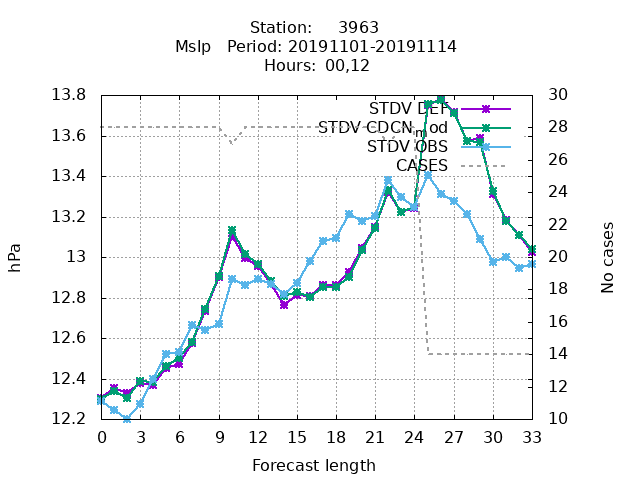 Station: 3963
Mslp Period: 20191101-20191114
Hours: 00,12
STDV DEF
STDV CDCN_mod
STDV OBS
CASES
hPa
No cases
13.8
13.6
13.4
13.2
13
12.8
12.6
12.4
12.2
30
28
26
24
22
20
18
16
14
12
10
0 3 6 9 12 15 18 21 24 27 30 33
Forecast length